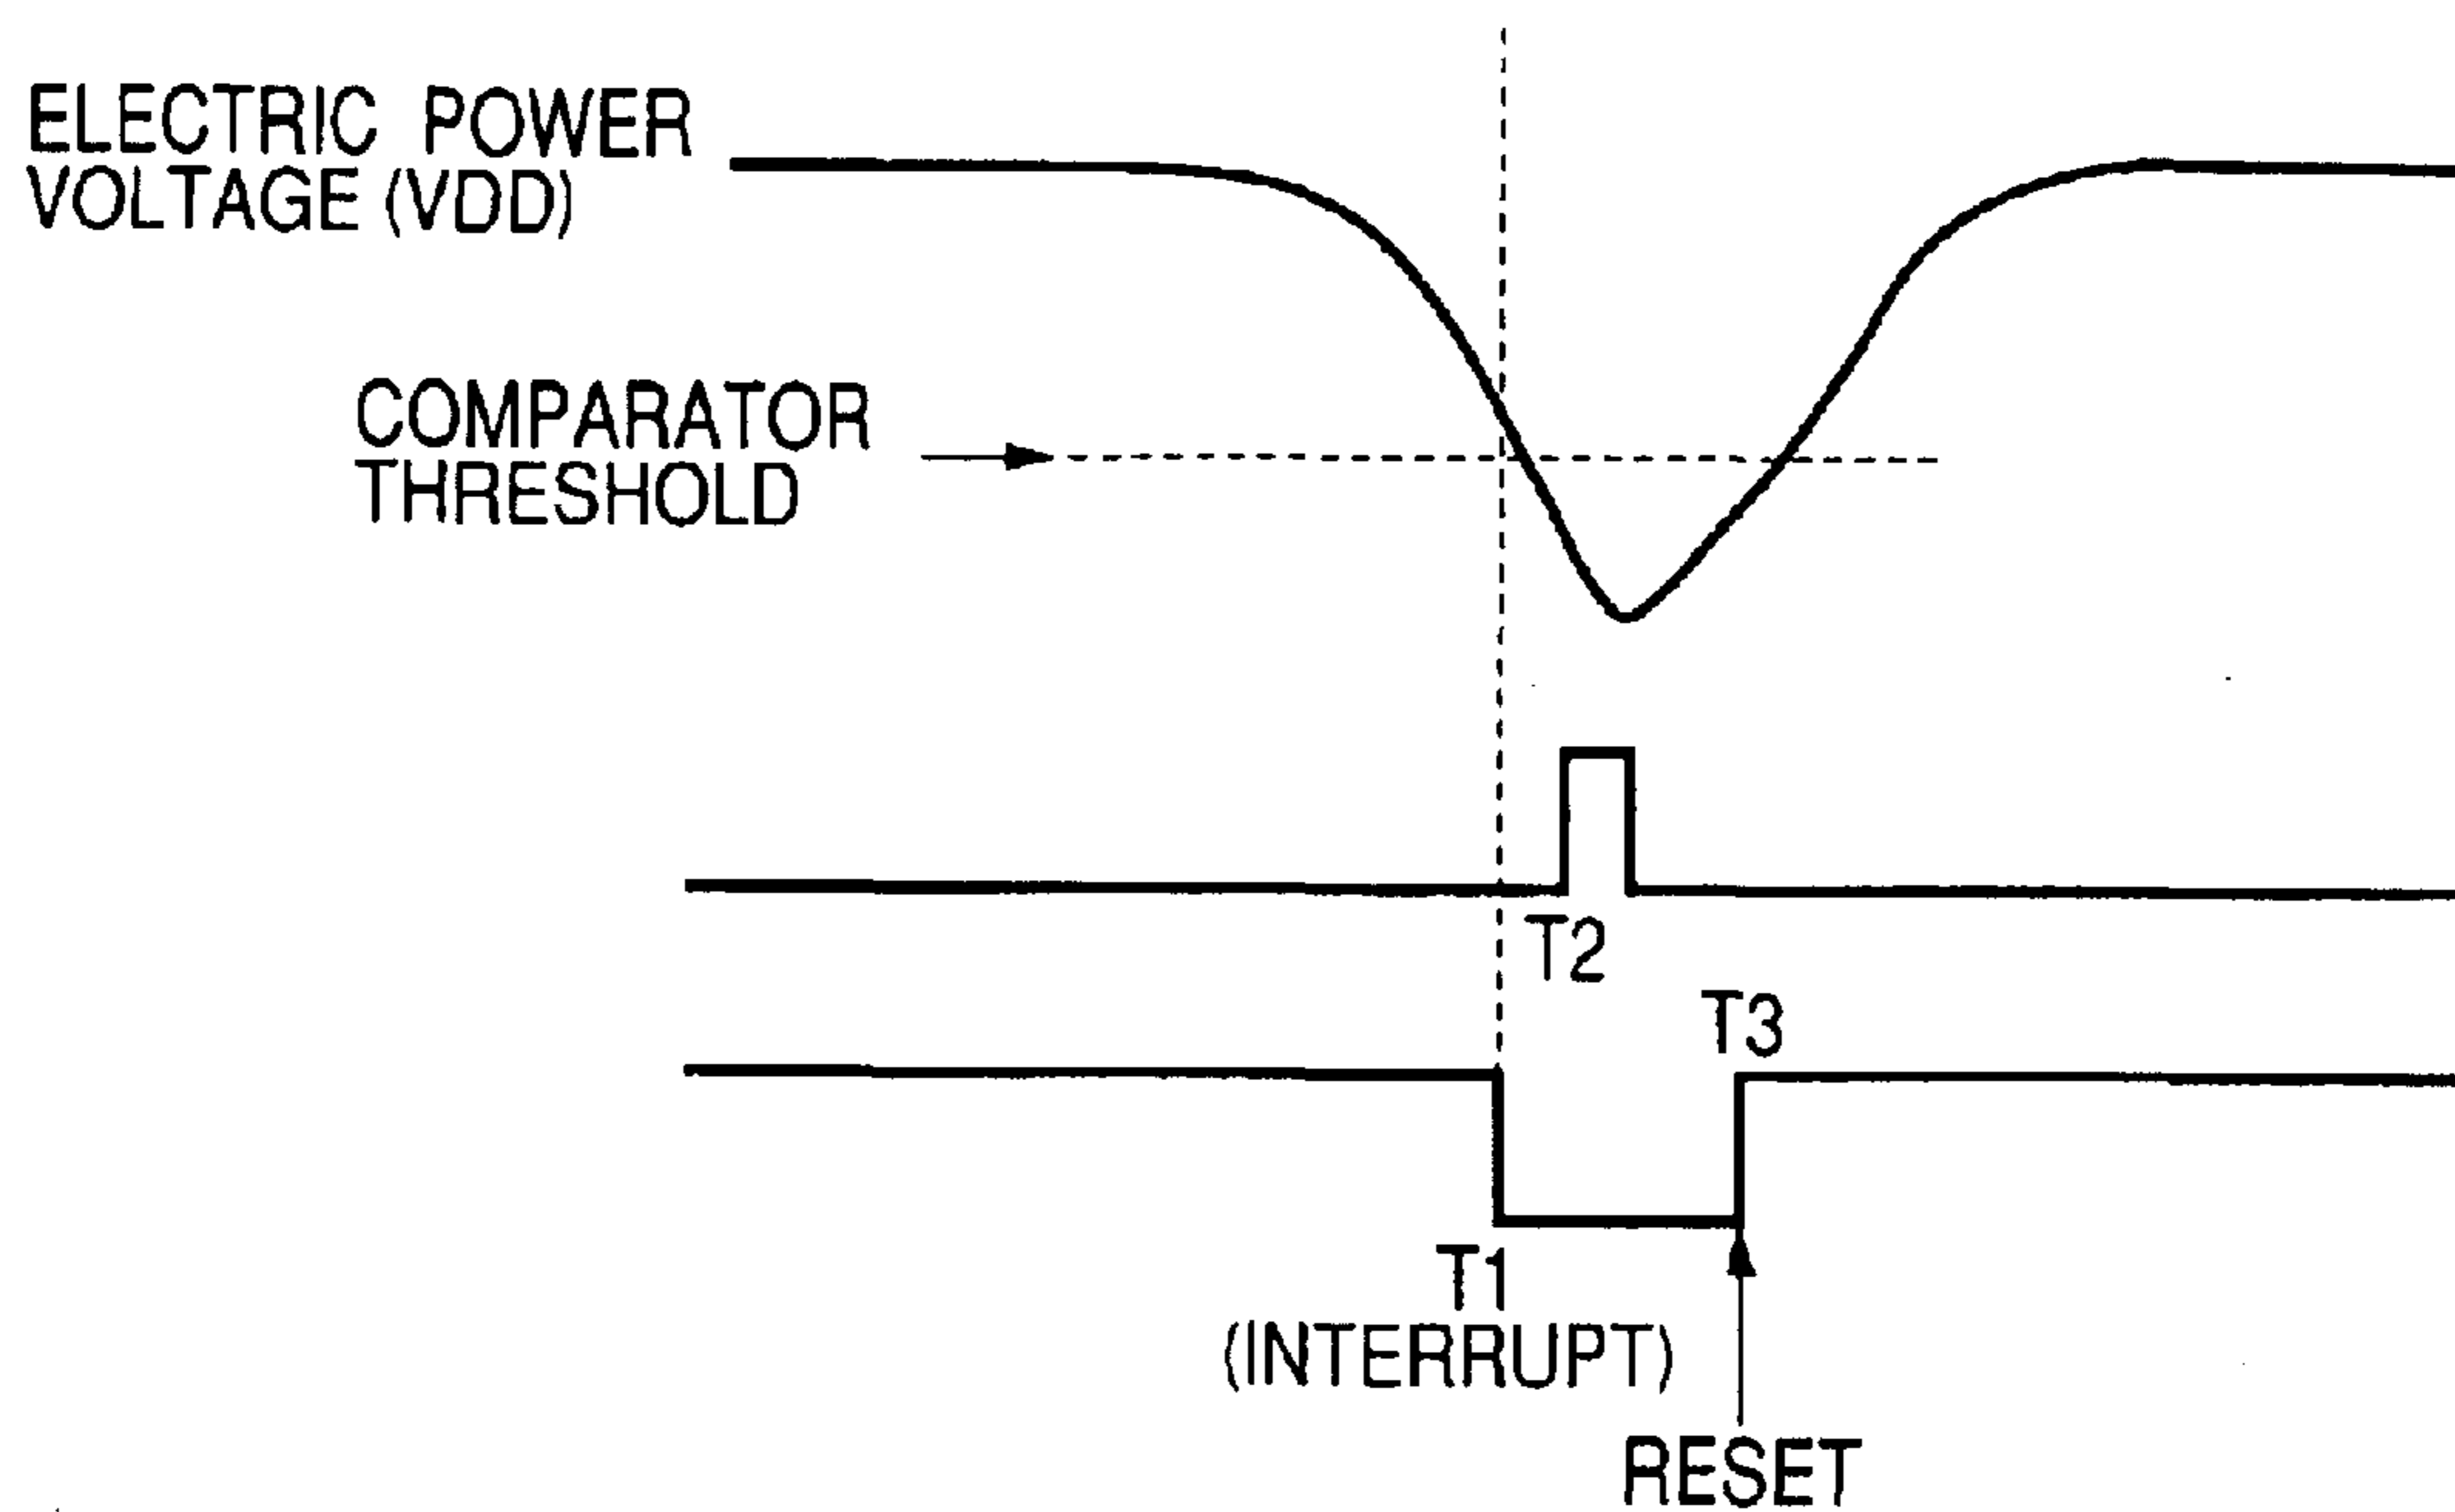 ELECTRIC POWER
VOLTAGE (VDD)
COMPARATOR
THRESHOLD
T2
T3
T1
(INTERRUPT)
RESET